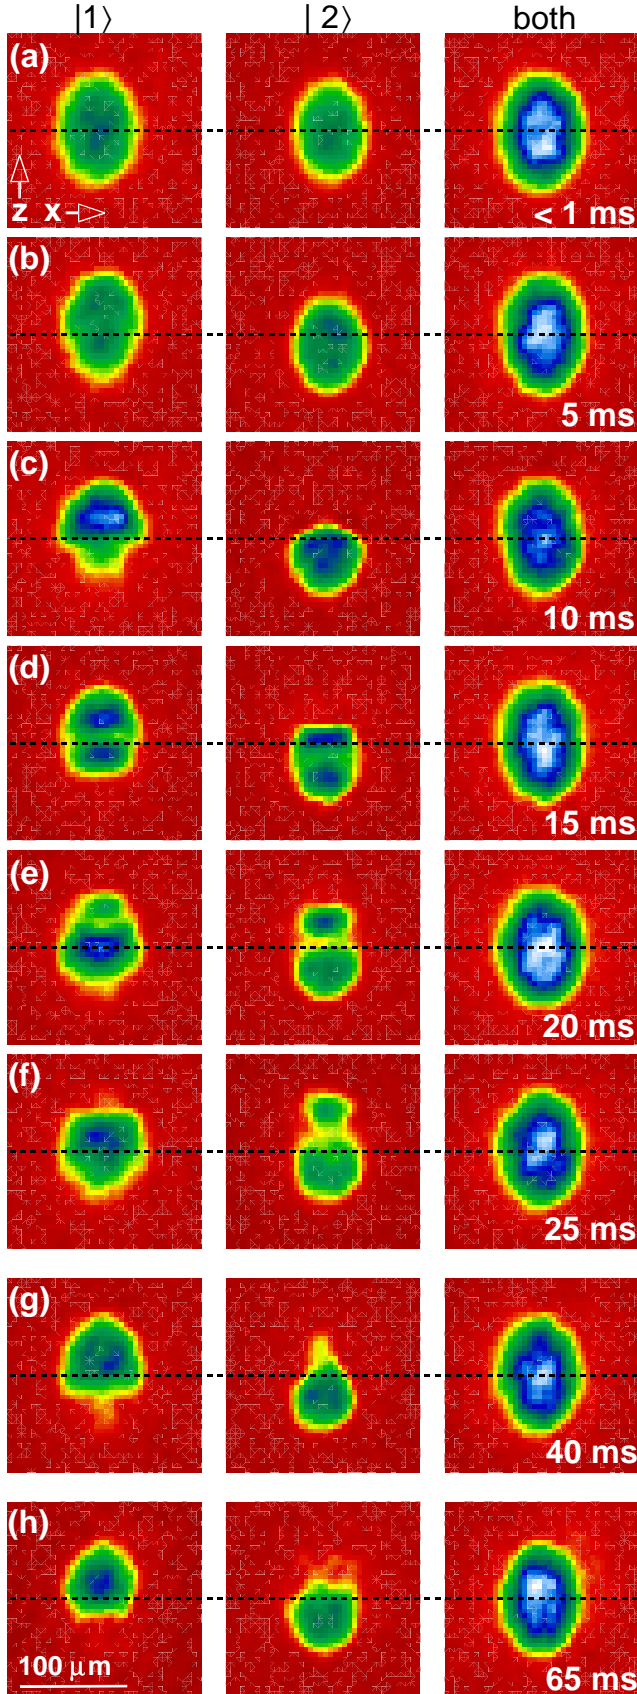 |1⟩ | 2⟩ both
(a)
z x
< 1 ms
(b)
5 ms
(c)
10 ms
(d)
15 ms
(e)
20 ms
(f)
25 ms
(g)
40 ms
(h)
100 μm
65 ms